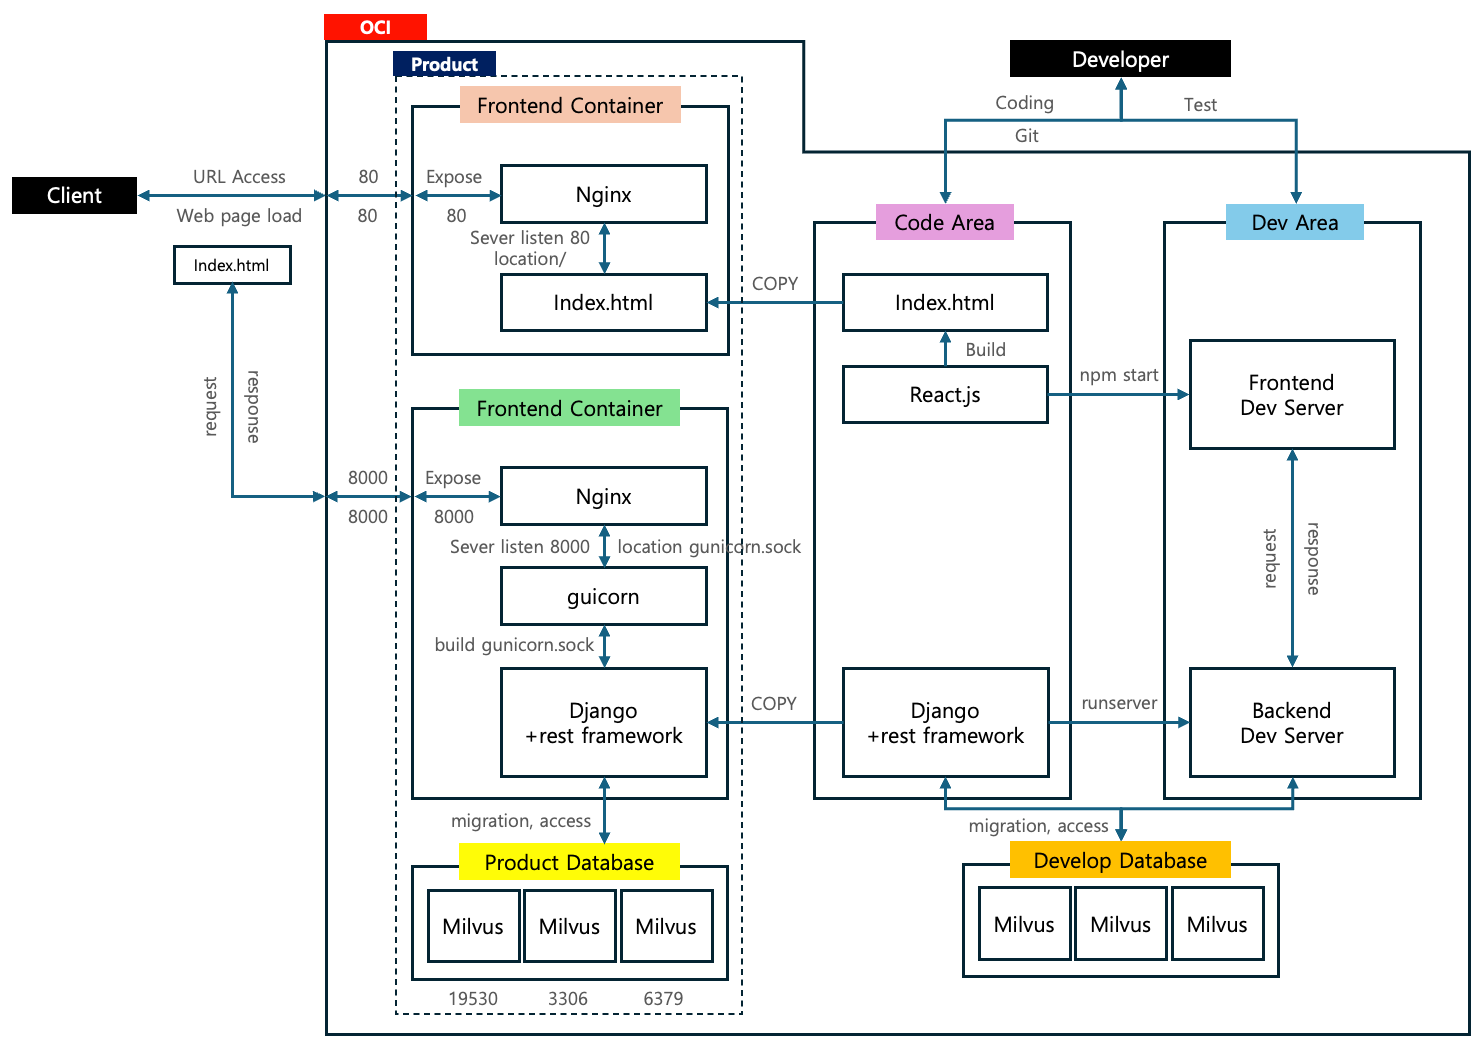 OCI
Product
Developer
Frontend Container
Coding
Test
Git
Client
URL Access
Web page load
80
80
Expose
80
Nginx
Sever listen 80
location/
Index.html
Index.html
COPY
Code Area
Index.html
Build
React.js
npm start
Dev Area
Frontend
Dev Server
request
response
Frontend Container
8000
8000
Expose
8000
Nginx
Sever listen 8000
location gunicorn.sock
guicorn
build gunicorn.sock
Django
+rest framework
COPY
Django
+rest framework
runserver
request
response
Backend
Dev Server
migration, access
migration, access
Product Database
Milvus
Milvus
Milvus
19530
3306
6379
Develop Database
Milvus
Milvus
Milvus